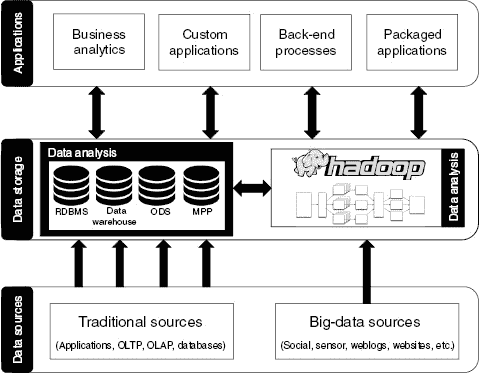 Applications
Business
analytics
Custom
applications
Back-end
processes
Packaged
applications
Data storage
Data analysis
RDBMS
Data
warehouse
ODS
MPP
hadoop
Data analysis
Data sources
Traditional sources
(Applications, OLTP, OLAP, databases)
Big-data sources
(Social, sensor, weblogs, websites, etc.)